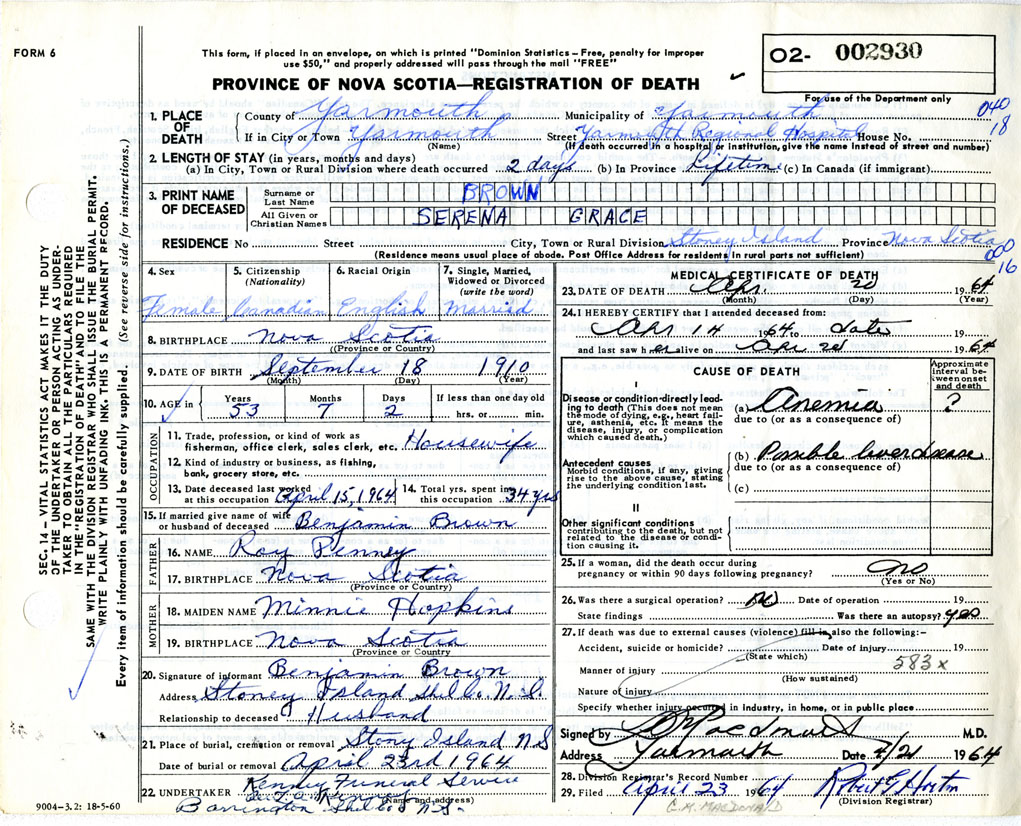 FORM 6
This form, if placed in an envelope, on which is printed "Dominion Statistics – Free, penalty for improper
use $50," and properly addressed will pass through the mail "FREE"
O2- 002930
PROVINCE OF NOVA SCOTIA—REGISTRATION OF DEATH
For use of the Department only
040
18
1. PLACE OF DEATH
County of Yarmouth Municipality of Yarmouth
If in City or Town Yarmouth Street Yarmouth Regional Hospital House No.
(Name) (If death occurred in a hospital or institution, give the name instead of street and number)
2. LENGTH OF STAY (in years, months and days)
(a) In City, Town or Rural Division where death occurred 2 days (b) In Province Lifetime (c) In Canada (if immigrant)
3. PRINT NAME OF DECEASED
Surname or Last Name BROWN
All Given or Christian Names SERENA GRACE
RESIDENCE No Street City, Town or Rural Division Stoney Island Province Nova Scotia
(Residence means usual place of abode. Post Office Address for residents in rural parts not sufficient)
000
16
4. Sex 5. Citizenship (Nationality) 6. Racial Origin 7. Single, Married, Widowed or Divorced (write the word)
Female Canadian English Married
8. BIRTHPLACE Nova Scotia
(Province or Country)
9. DATE OF BIRTH September 18 1910
(Month) (Day) (Year)
10. AGE in Years Months Days If less than one day old
53 7 2 hrs. or min.
OCCUPATION
11. Trade, profession, or kind of work as
fisherman, office clerk, sales clerk, etc. Housewife
12. Kind of industry or business, as fishing,
bank, grocery store, etc.
13. Date deceased last worked at this occupation April 15, 1964 14. Total yrs. spent in this occupation 34 yrs
15. If married give name of wife
or husband of deceased Benjamin Brown
FATHER
16. NAME Roy Penney
17. BIRTHPLACE Nova Scotia
(Province or Country)
MOTHER
18. MAIDEN NAME Minnie Hopkins
19. BIRTHPLACE Nova Scotia
(Province or Country)
20. Signature of informant Benjamin Brown
Address Stoney Island Shel Co. N.S.
Relationship to deceased Husband
21. Place of burial, cremation or removal Stony Island N S
Date of burial or removal April 23rd 1964
22. UNDERTAKER Kenney Funeral Service
(Name and address)
Barrington Shel Co N.S.
9004-3.2: 18-5-60
MEDICAL CERTIFICATE OF DEATH
23. DATE OF DEATH Apr. 20 1964
(Month) (Day) (Year)
24. I HEREBY CERTIFY that I attended deceased from:
Apr 14 1964 to date 19
and last saw her alive on Apr 20 1964
CAUSE OF DEATH
Approximate interval between onset and death
I
Disease or condition directly leading to death (This does not mean the mode of dying, e.g., heart failure, asthenia, etc. It means the disease, injury, or complication which caused death.)
(a) Anemia ?
due to (or as a consequence of)
Antecedent causes
Morbid conditions, if any, giving rise to the above cause, stating the underlying condition last.
(b) Possible liver disease
due to (or as a consequence of)
(c)
II
Other significant conditions
contributing to the death, but not related to the disease or condition causing it.
25. If a woman, did the death occur during
pregnancy or within 90 days following pregnancy? no
(Yes or No)
26. Was there a surgical operation? no Date of operation 19
State findings Was there an autopsy? yes
27. If death was due to external causes (violence) fill in also the following:–
Accident, suicide or homicide? Date of injury 19
(State which)
583 x
Manner of injury
(How sustained)
Nature of injury
Specify whether injury occurred in industry, in home, or in public place
Signed by Macdonald M.D.
Address Yarmouth Date 4/21 1964
28. Division Registrar's Record Number
29. Filed April 23 1964 Robert G Horton
(Division Registrar)
C.K. MACDONALD
SEC. 14 - VITAL STATISTICS ACT MAKES IT THE DUTY
OF THE UNDERTAKER OR PERSON ACTING AS UNDER-
TAKER TO OBTAIN ALL THE PARTICULARS REQUIRED
IN THE "REGISTRATION OF DEATH" AND TO FILE THE
SAME WITH THE DIVISION REGISTRAR WHO SHALL ISSUE THE BURIAL PERMIT.
WRITE PLAINLY WITH UNFADING INK. THIS IS A PERMANENT RECORD.
Every item of information should be carefully supplied. (See reverse side for instructions.)